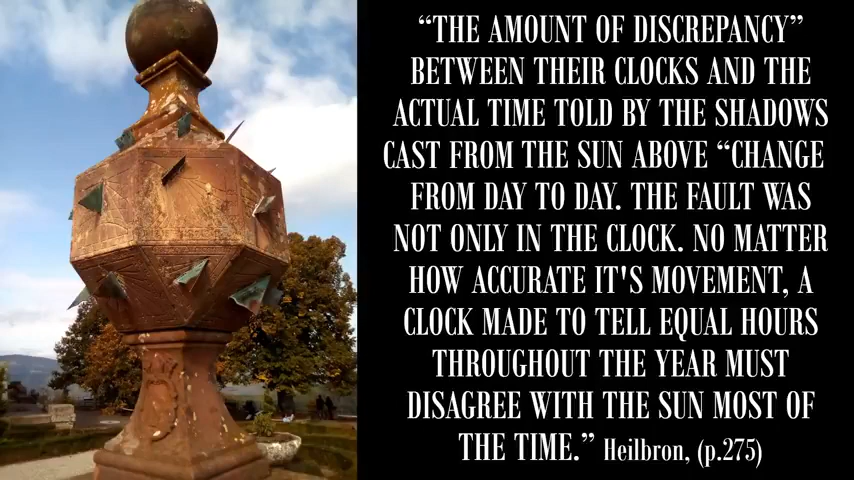 “THE AMOUNT OF DISCREPANCY”
BETWEEN THEIR CLOCKS AND THE
ACTUAL TIME TOLD BY THE SHADOWS
CAST FROM THE SUN ABOVE “CHANGE
FROM DAY TO DAY. THE FAULT WAS
NOT ONLY IN THE CLOCK. NO MATTER
HOW ACCURATE IT'S MOVEMENT, A
CLOCK MADE TO TELL EQUAL HOURS
THROUGHOUT THE YEAR MUST
DISAGREE WITH THE SUN MOST OF
THE TIME.” Heilbron, (p.275)